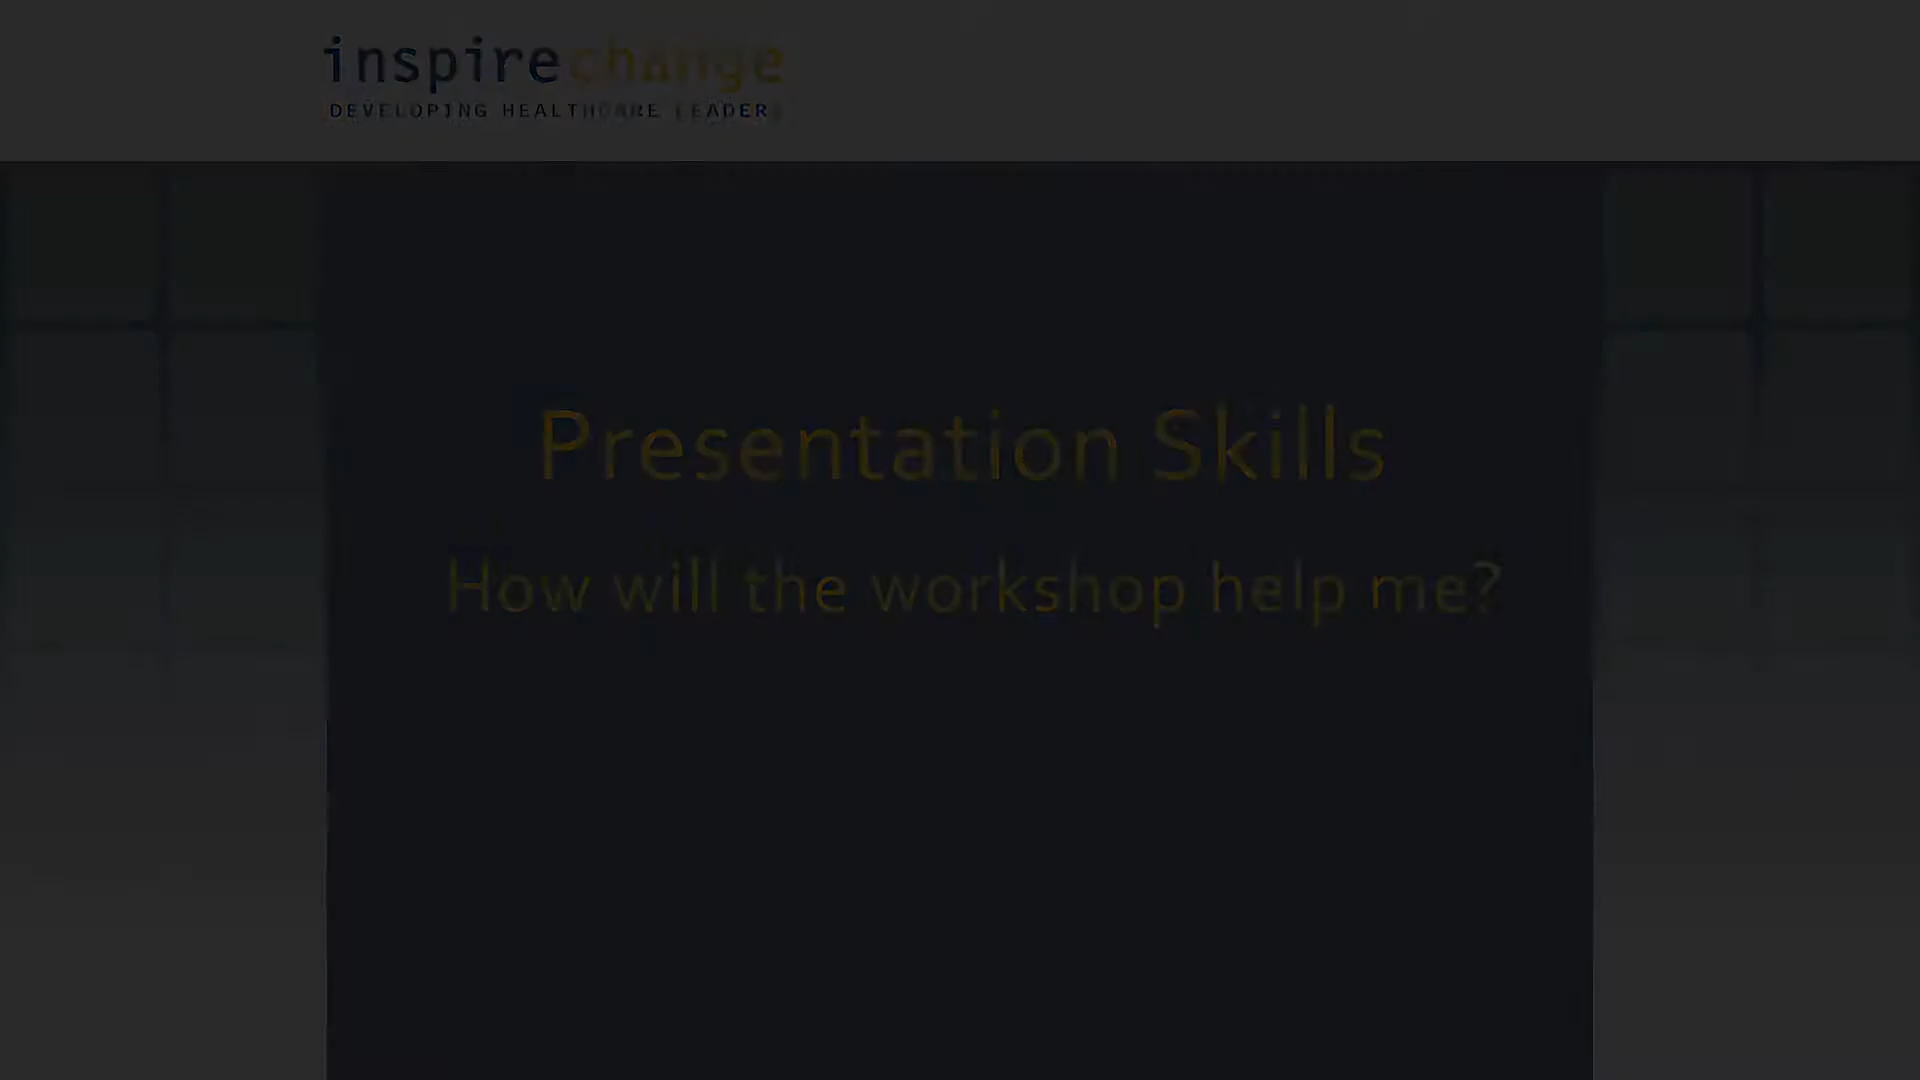 inspirechange
DEVELOPING HEALTHCARE LEADERS
Presentation Skills
How will the workshop help me?